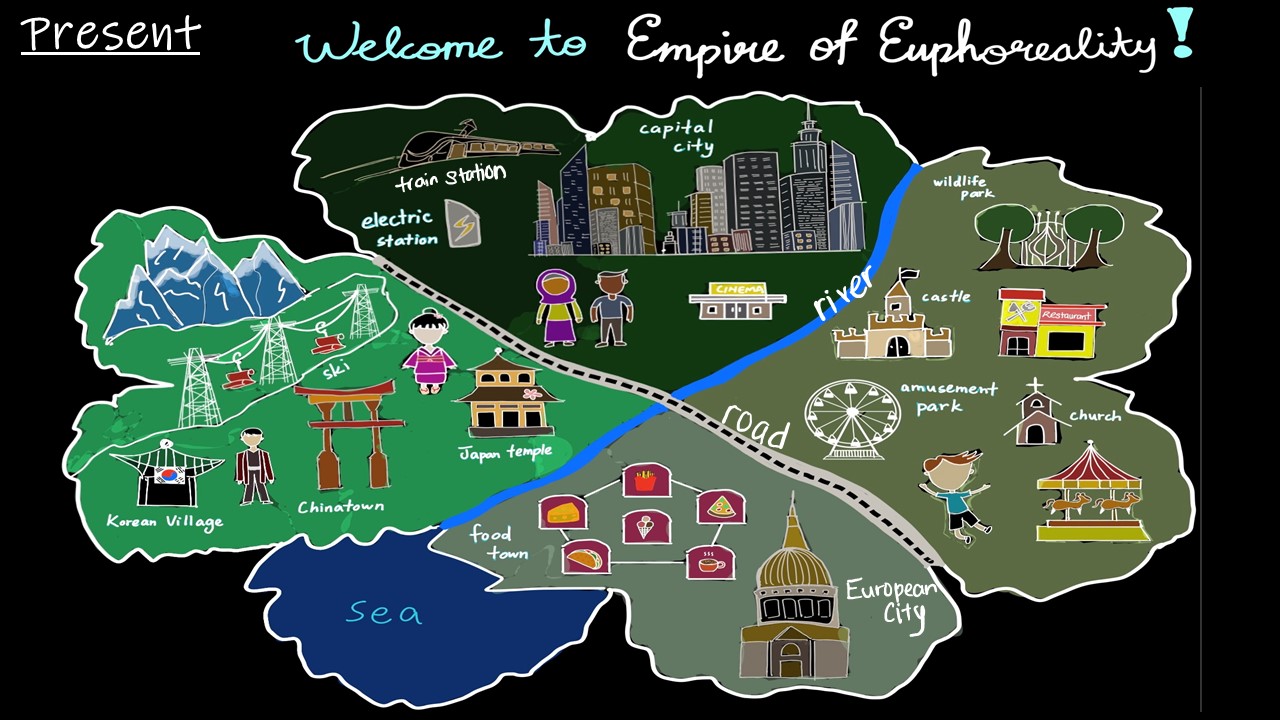 Present
Welcome to Empire of Euphoreality!
capital
city
train station
electric
station
CINEMA
river
wildlife
park
castle
Restaurant
amusement
park
church
road
ski
Japan temple
Korean Village
Chinatown
food
town
European
City
sea